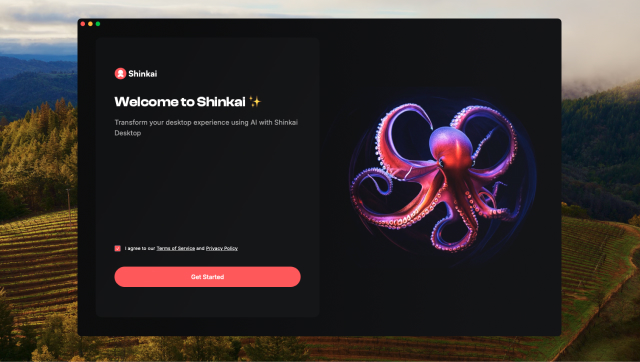 Shinkai
Welcome to Shinkai ✨
Transform your desktop experience using AI with Shinkai
Desktop
I agree to our Terms of Service and Privacy Policy
Get Started